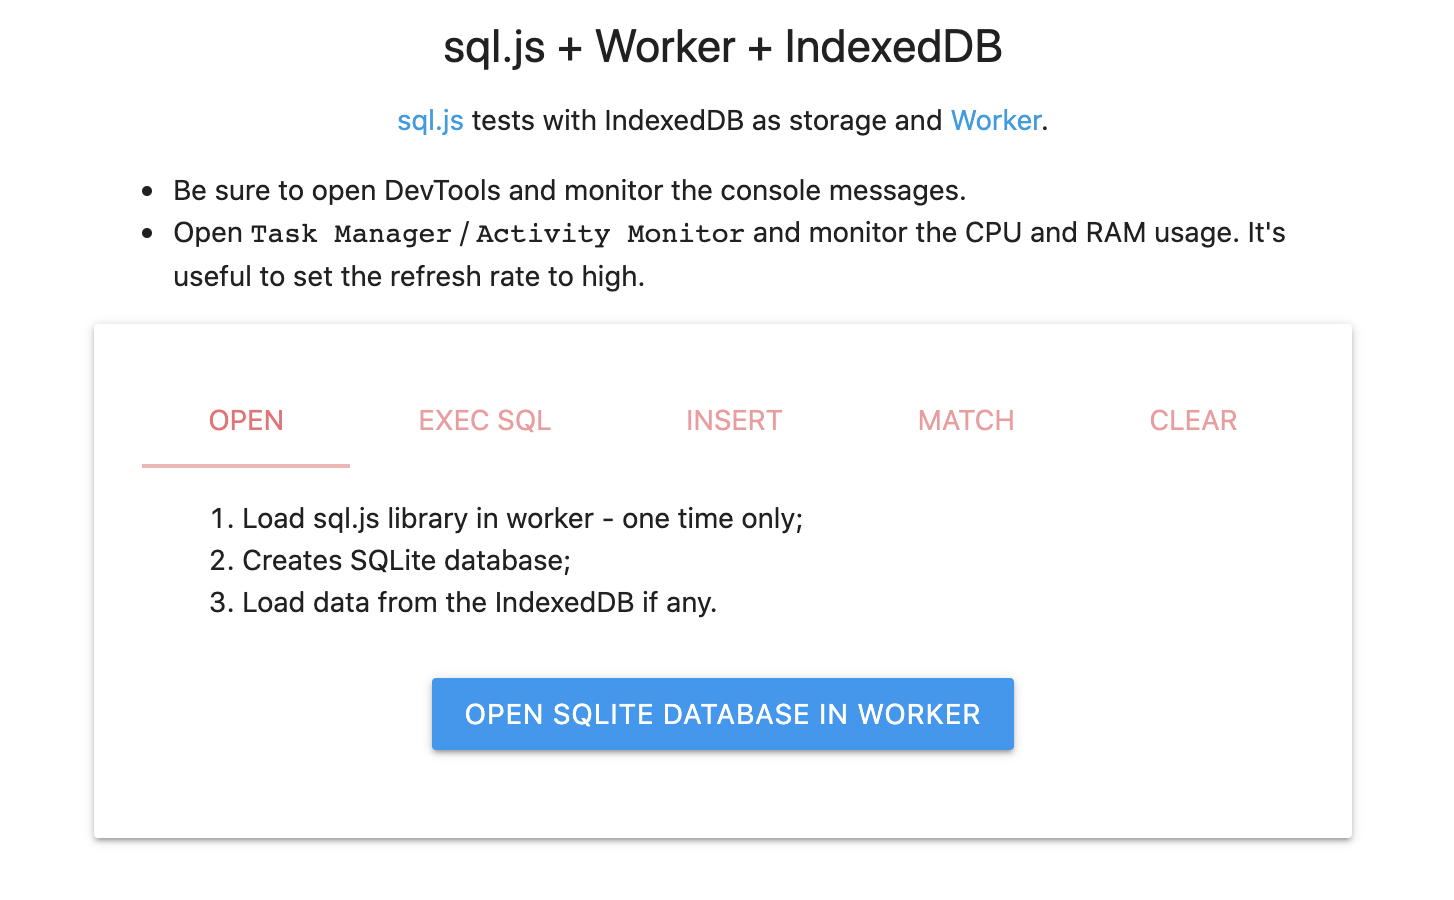 sql.js + Worker + IndexedDB
sql.js tests with IndexedDB as storage and Worker.
• Be sure to open DevTools and monitor the console messages.
• Open Task Manager / Activity Monitor and monitor the CPU and RAM usage. It's
useful to set the refresh rate to high.
OPEN EXEC SQL INSERT MATCH CLEAR
1. Load sql.js library in worker - one time only;
2. Creates SQLite database;
3. Load data from the IndexedDB if any.
OPEN SQLITE DATABASE IN WORKER